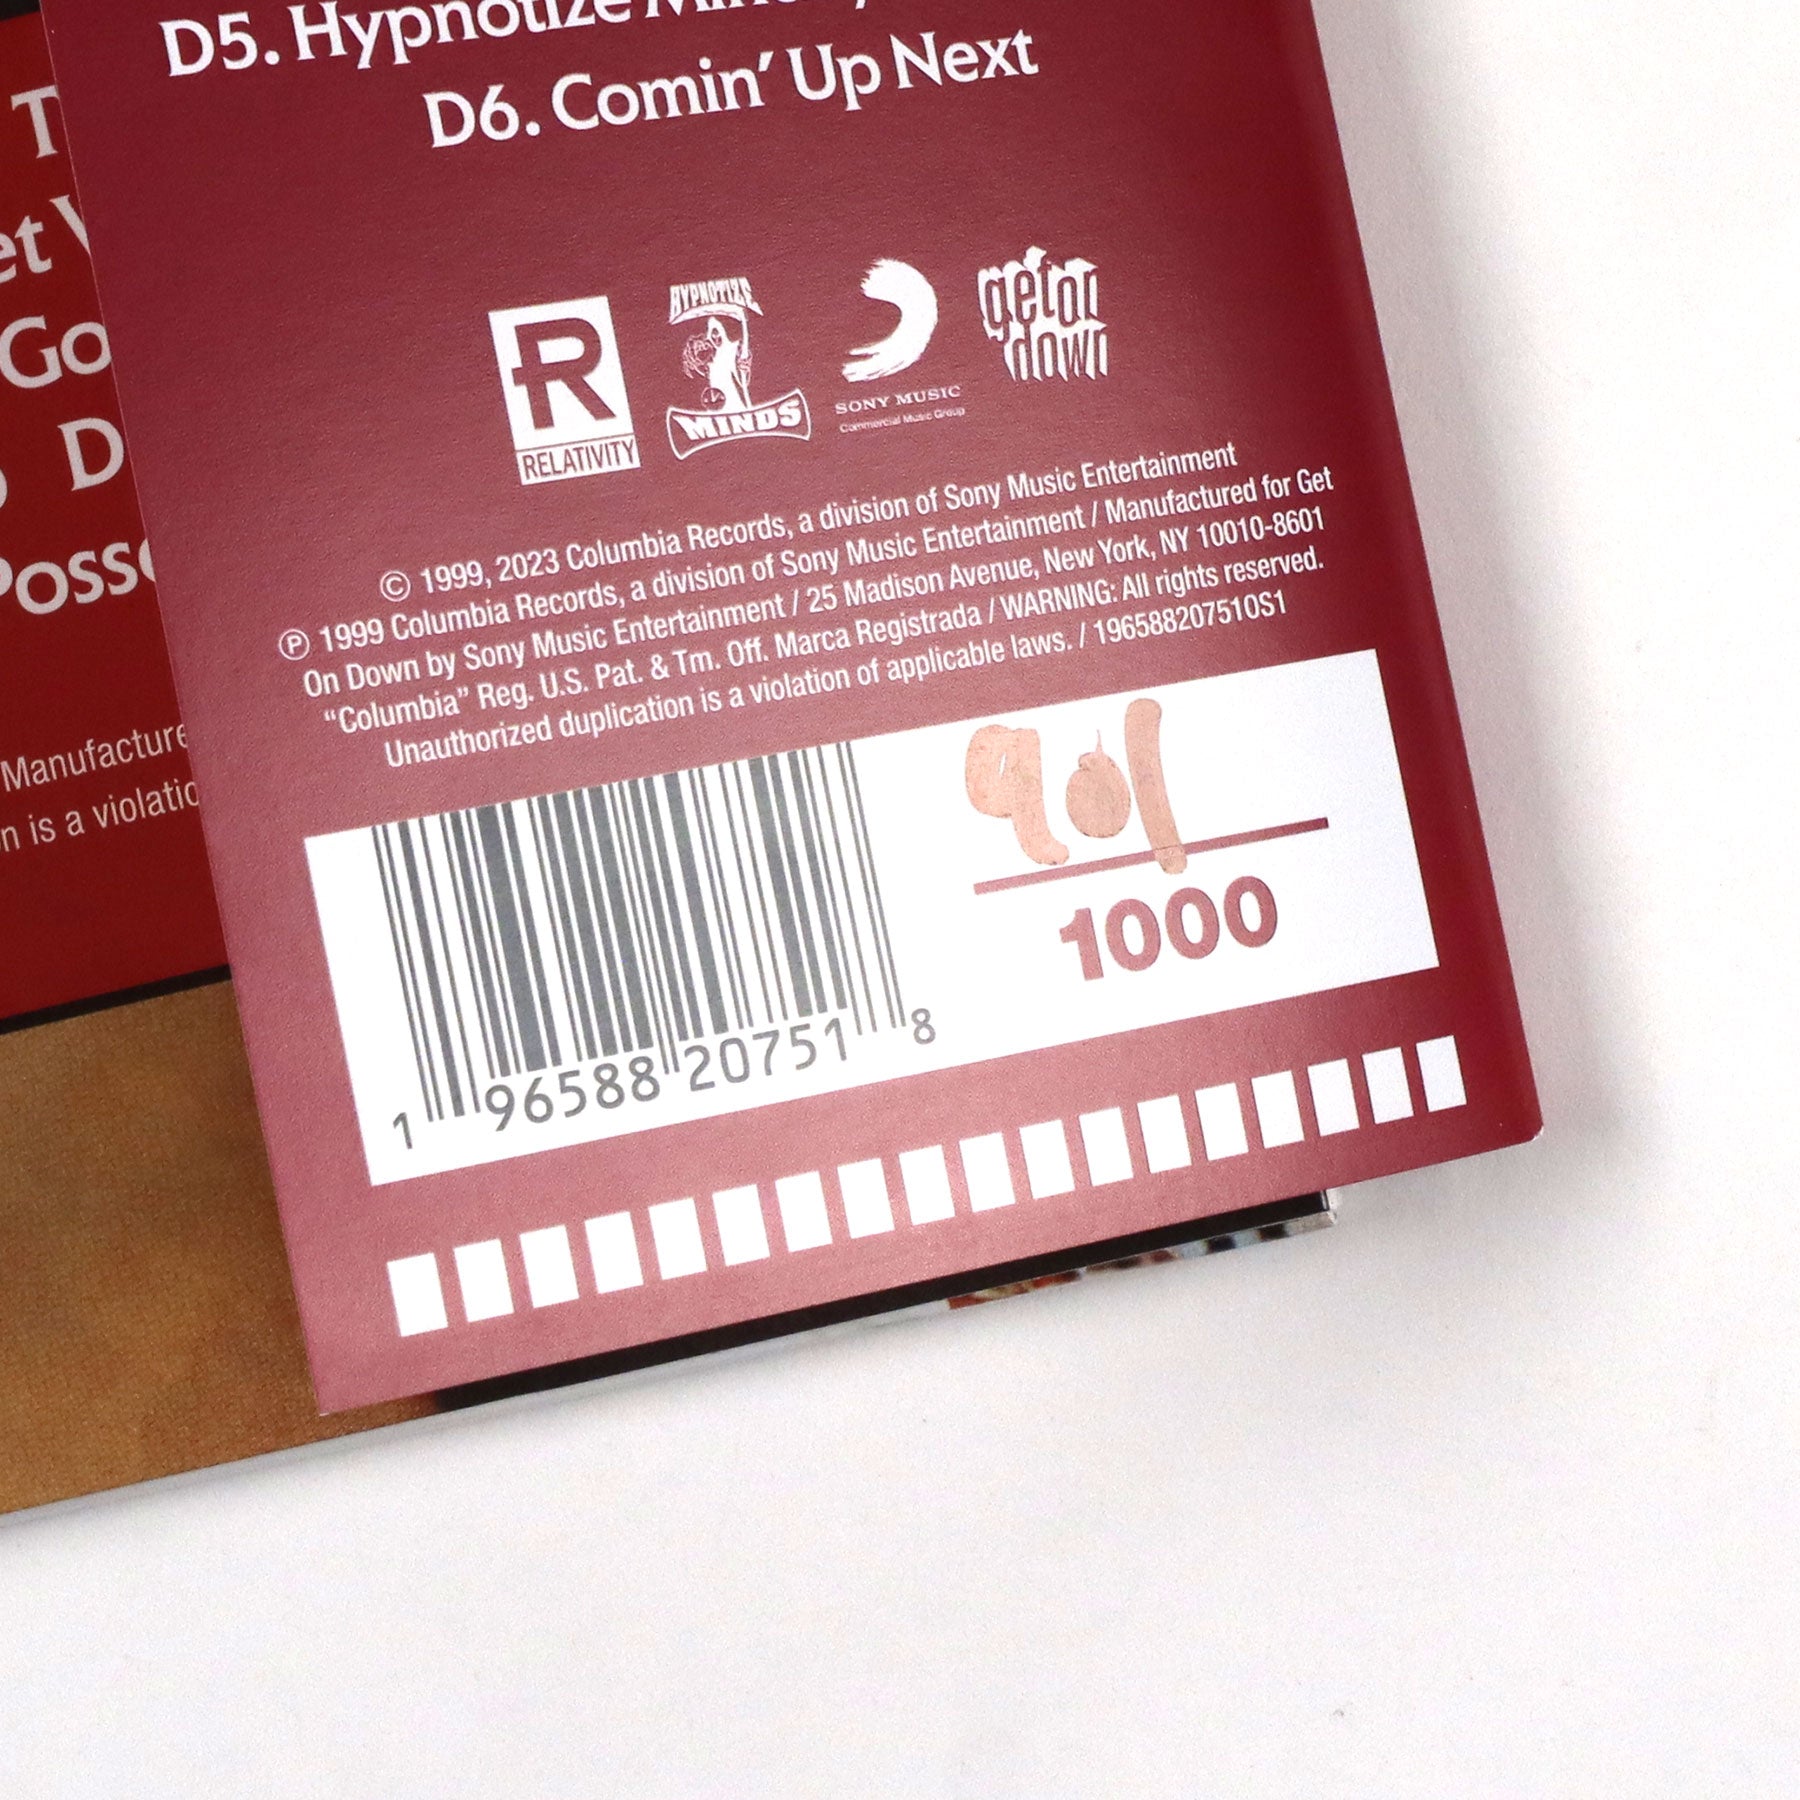 D5. Hypnotize
D6. Comin' Up Next
T
et
Go
D
Posse
Manufacture
n is a violatio
RELATIVITY
HYPNOTIZE
MINDS
SONY MUSIC
Commercial Music Group
get on
down
© 1999, 2023 Columbia Records, a division of Sony Music Entertainment
℗ 1999 Columbia Records, a division of Sony Music Entertainment / Manufactured for Get
On Down by Sony Music Entertainment / 25 Madison Avenue, New York, NY 10010-8601
“Columbia” Reg. U.S. Pat. & Tm. Off. Marca Registrada / WARNING: All rights reserved.
Unauthorized duplication is a violation of applicable laws. / 19658820751OS1
901
1000
1 96588 20751 8